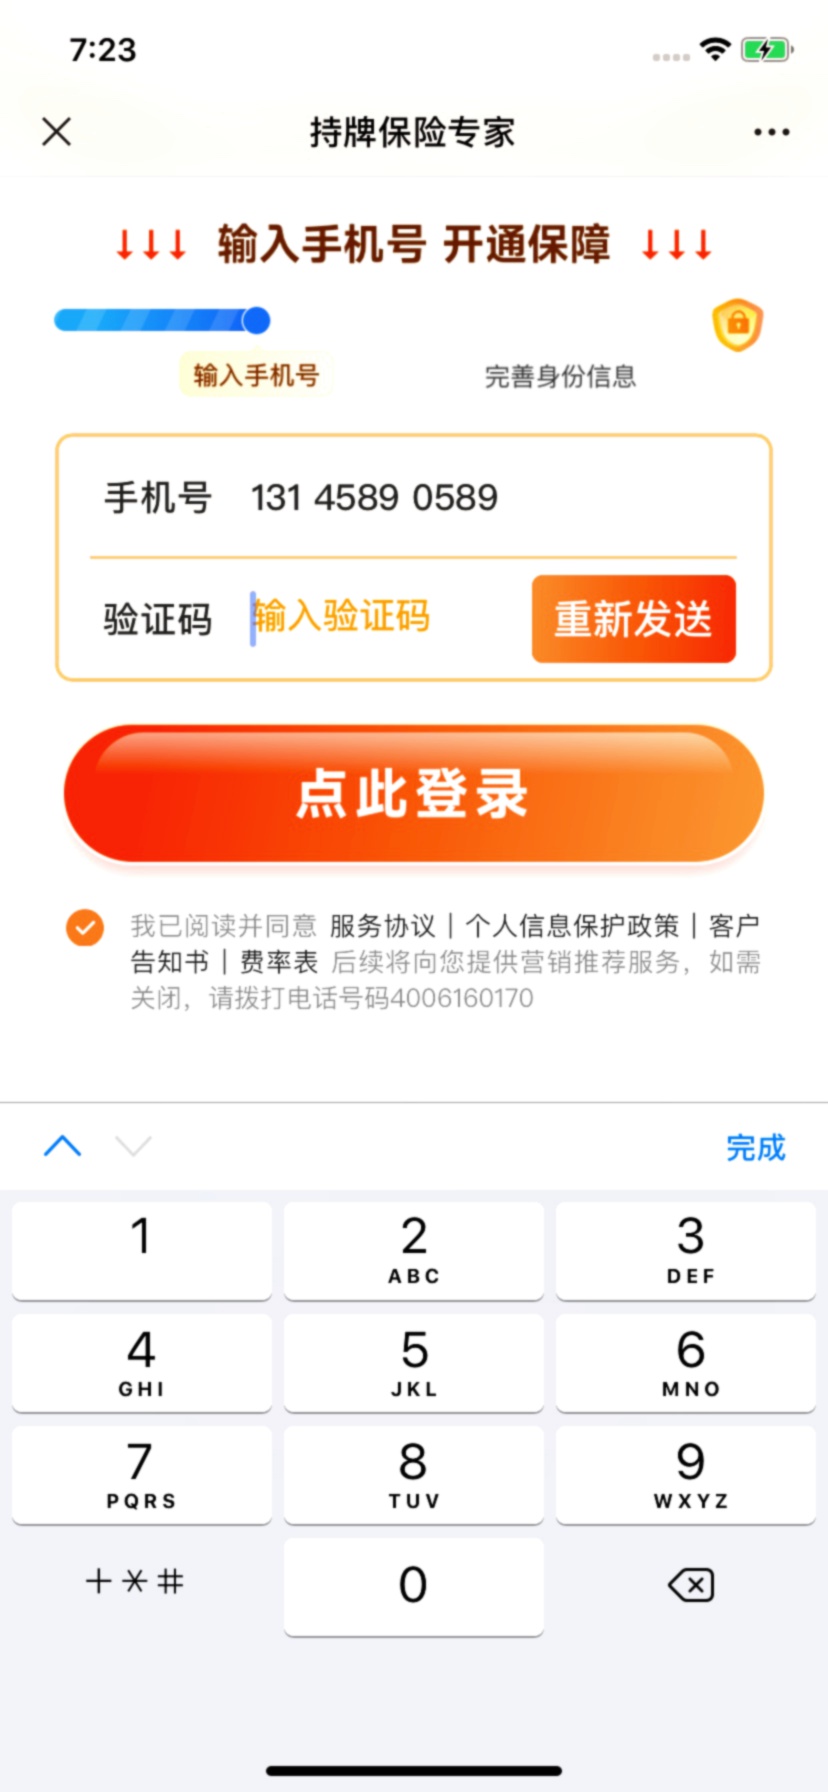 7:23
持牌保险专家
↓↓↓ 输入手机号 开通保障 ↓↓↓
输入手机号 完善身份信息
手机号 131 4589 0589
验证码 输入验证码 重新发送
点此登录
我已阅读并同意 服务协议 | 个人信息保护政策 | 客户
告知书 | 费率表 后续将向您提供营销推荐服务，如需
关闭，请拨打电话号码4006160170
完成
1 2 3
ABC DEF
4 5 6
GHI JKL MNO
7 8 9
PQRS TUV WXYZ
+*# 0